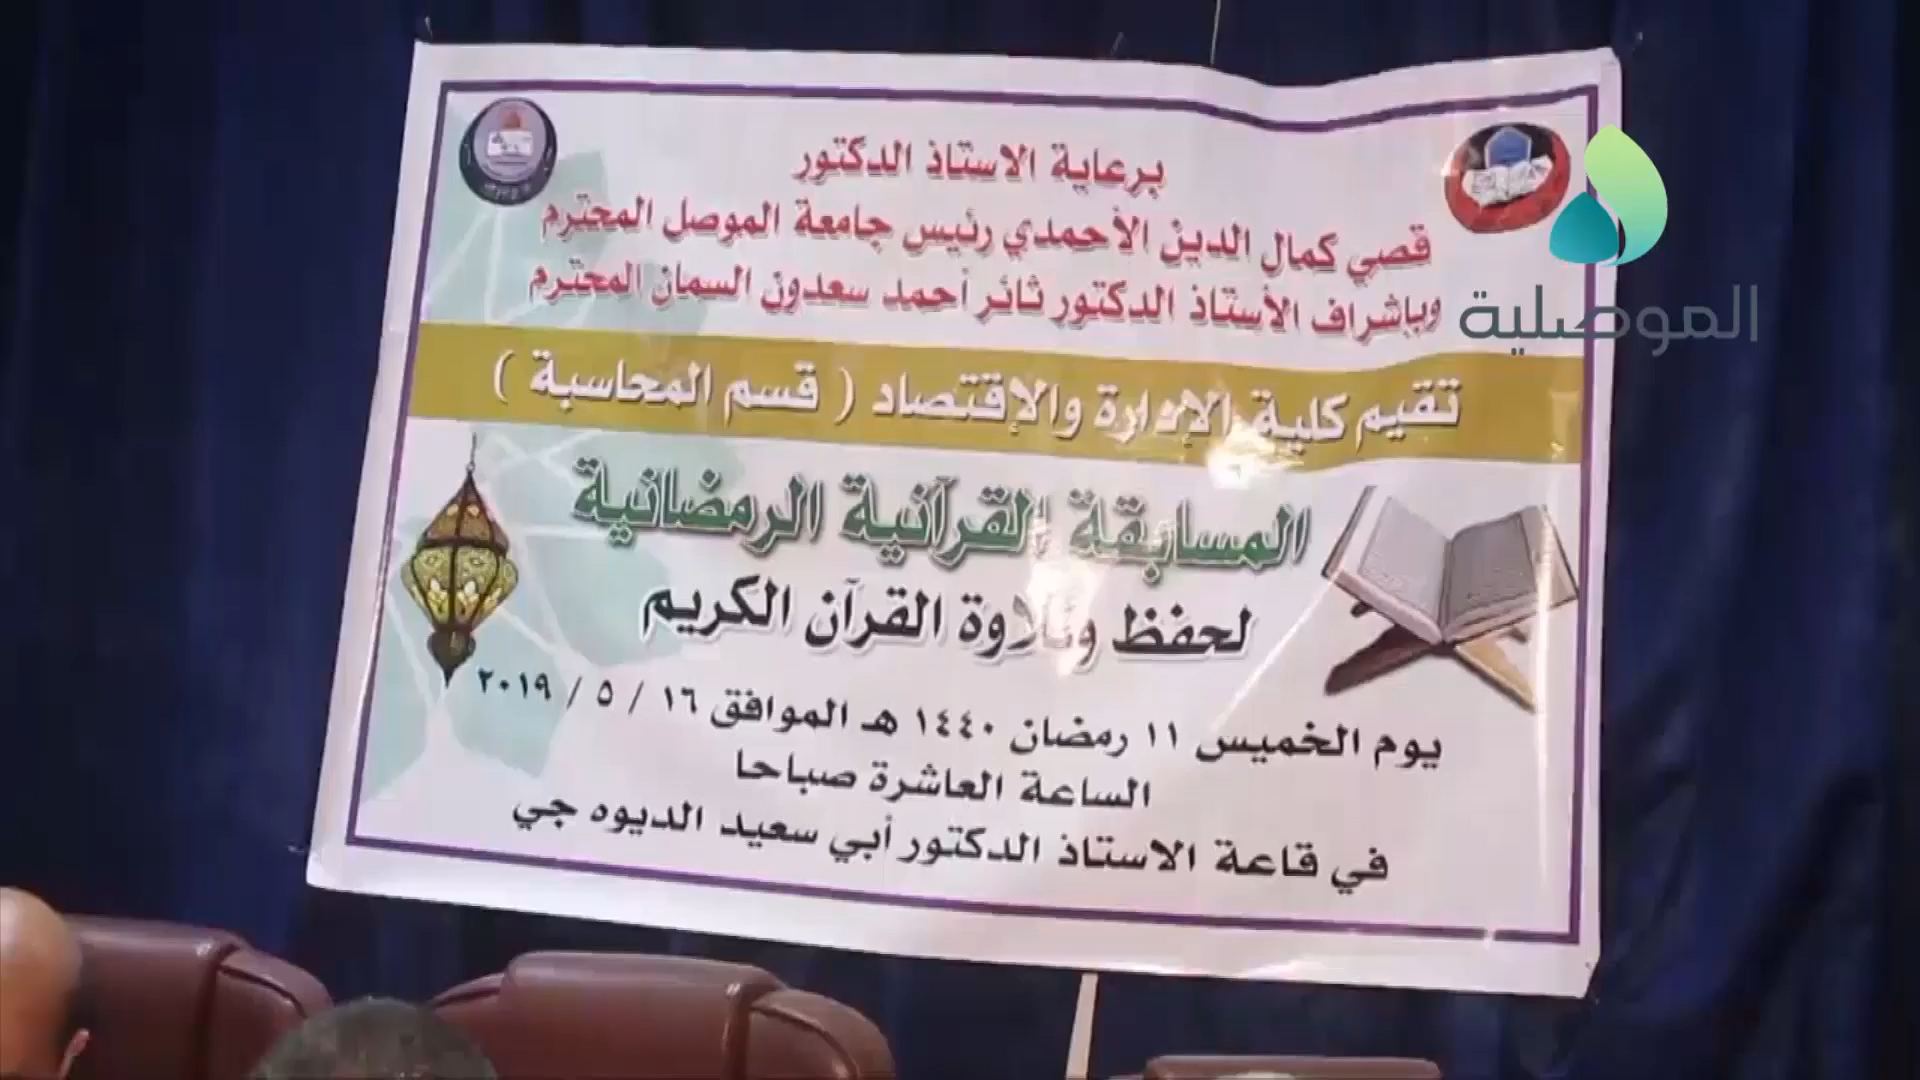 برعاية الاستاذ الدكتور
قصي كمال الدين الأحمدي رئيس جامعة الموصل المحترم
وبإشراف الأستاذ الدكتور ثائر أحمد سعدون السمان المحترم
الموصلية
تقيم كلية الإدارة والإقتصاد ( قسم المحاسبة )
المسابقة القرآنية الرمضانية
لحفظ وتلاوة القرآن الكريم
يوم الخميس ١١ رمضان ١٤٤٠ هـ الموافق ١٦ / ٥ / ٢٠١٩
الساعة العاشرة صباحا
في قاعة الاستاذ الدكتور أبي سعيد الديوه جي